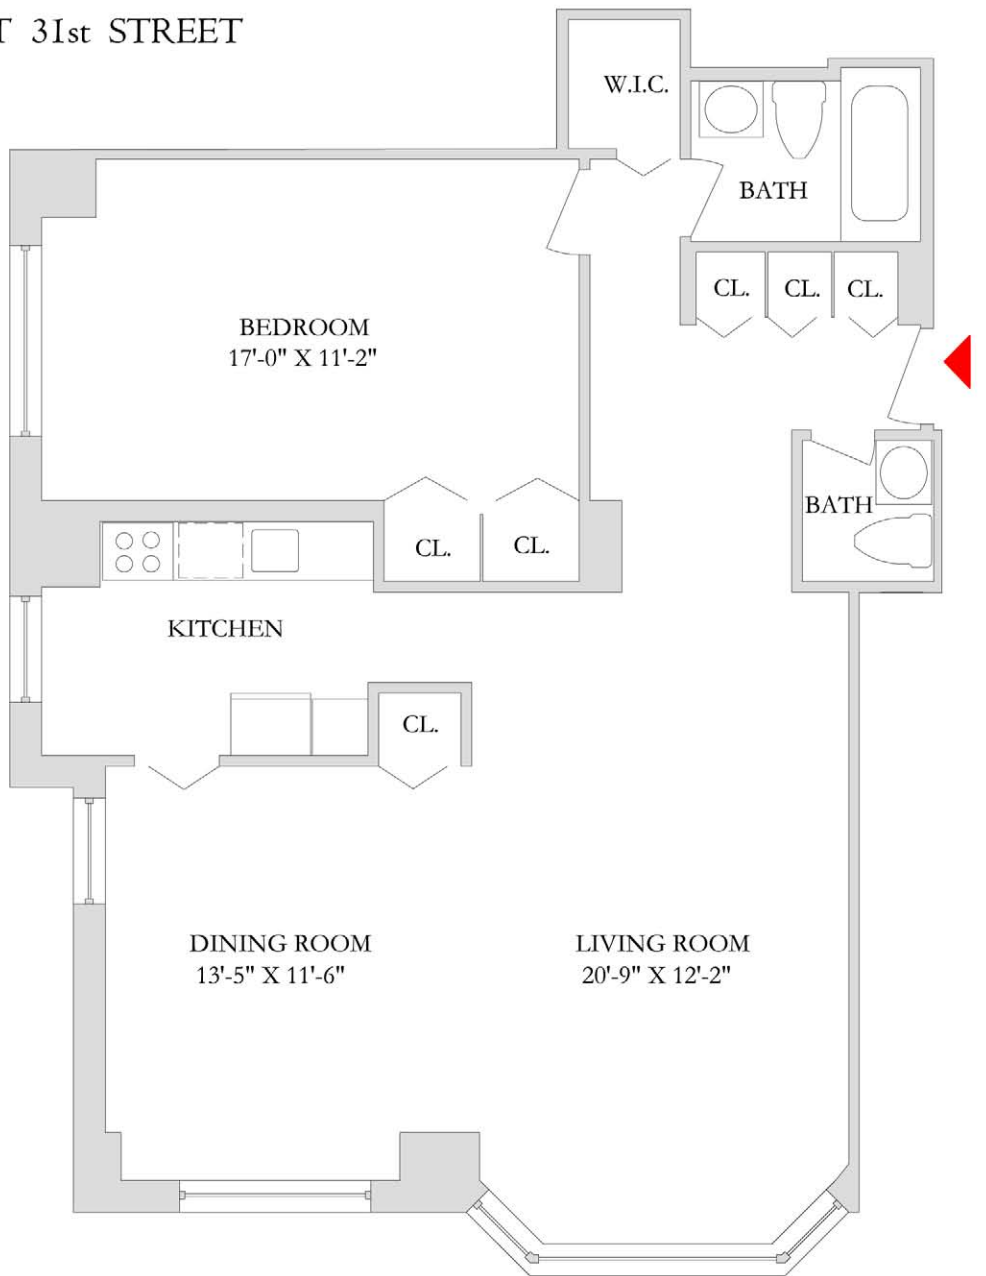 31st STREET
W.I.C.
BATH
CL.
CL.
CL.
BEDROOM
17'-0" X 11'-2"
BATH
CL.
CL.
KITCHEN
CL.
DINING ROOM
13'-5" X 11'-6"
LIVING ROOM
20'-9" X 12'-2"